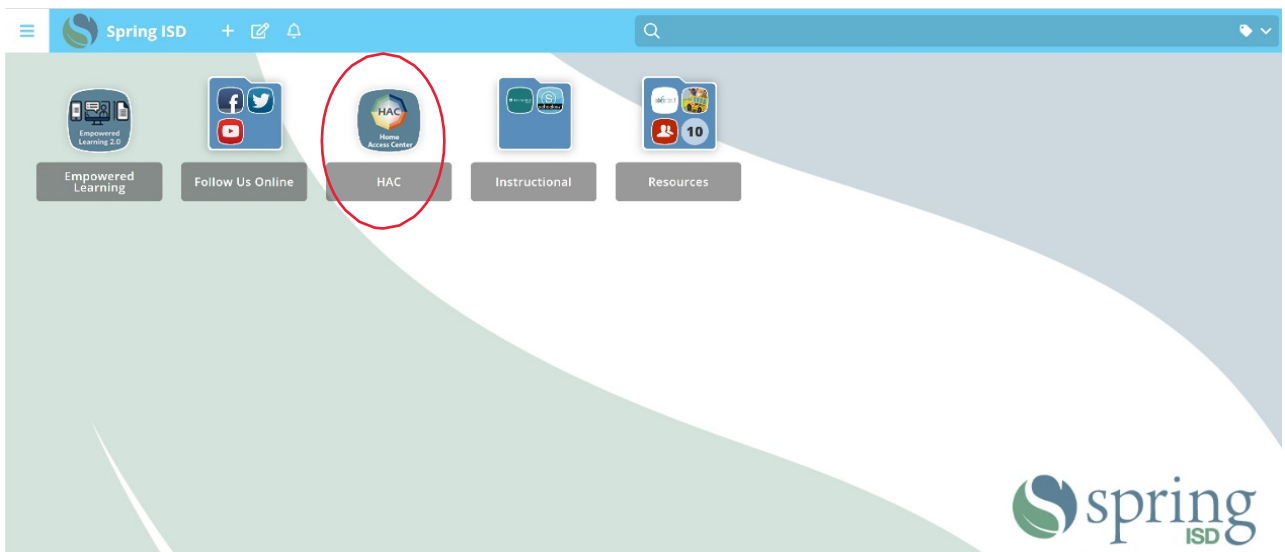 Spring ISD
HAC
Home
Access Center
Empowered
Learning 2.0
10
Empowered
Learning
Follow Us Online
HAC
Instructional
Resources
spring
ISD